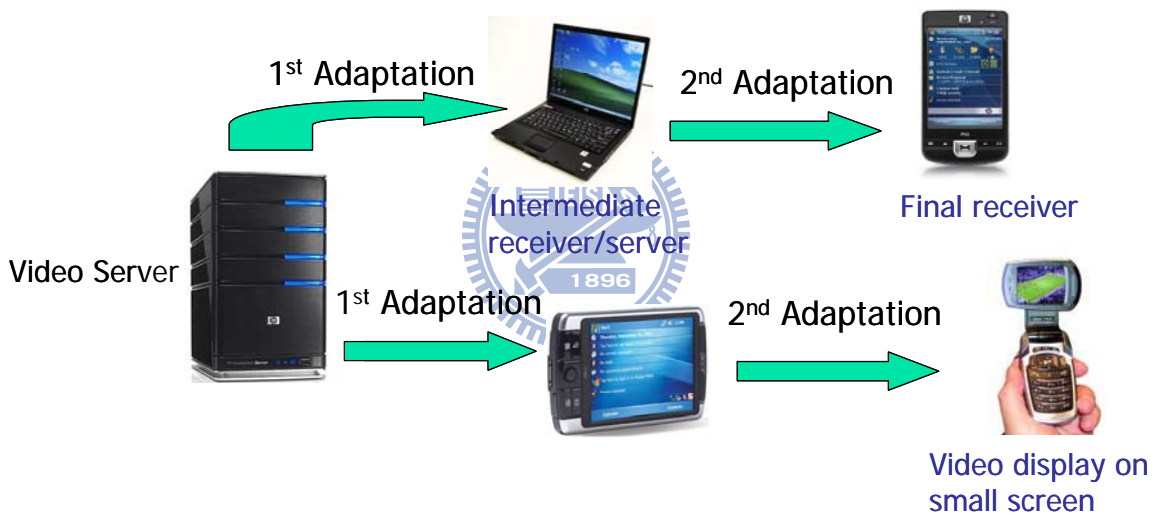 1st Adaptation
2nd Adaptation
Intermediate
receiver/server
Final receiver
Video Server
1896
1st Adaptation
2nd Adaptation
Video display on
small screen